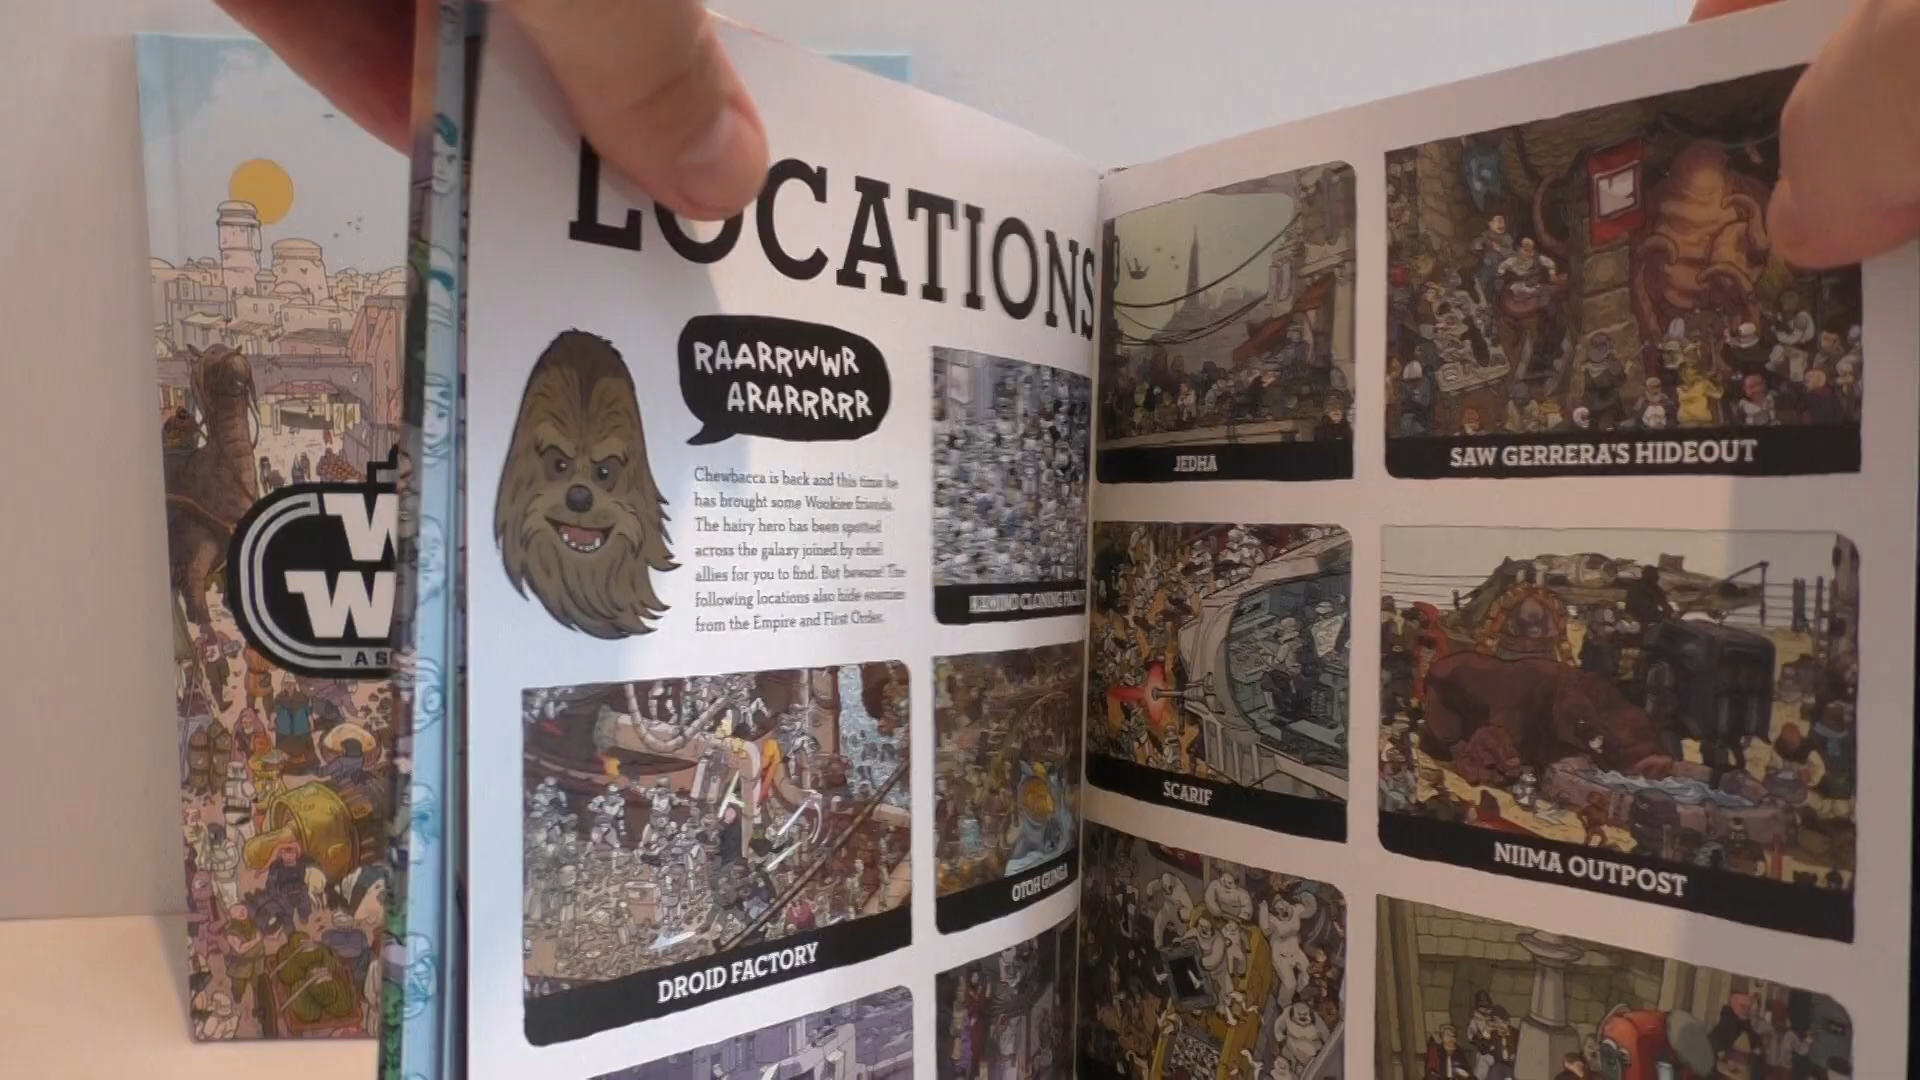 LOCATIONS
RAARRWWR
ARARRRRR
Chewbacca is back and this time he
has brought some Wookiee friends.
The hairy hero has been spotted
across the galaxy joined by rebel
allies for you to find. But beware! The
following locations also hide enemies
from the Empire and First Order.
CLONING
DROID FACTORY
OTOH GUNGA
JEDHA
SAW GERRERA'S HIDEOUT
SCARIF
NIIMA OUTPOST
W
W
A S